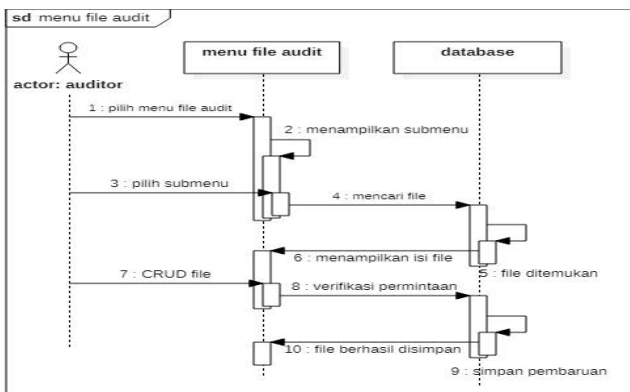 sd menu file audit
menu file audit
database
actor: auditor
1 : pilih menu file audit
2 : menampilkan submenu
3 : pilih submenu
4 : mencari file
6 : menampilkan isi file
5 : file ditemukan
7 : CRUD file
8 : verifikasi permintaan
10 : file berhasil disimpan
9 : simpan pembaruan